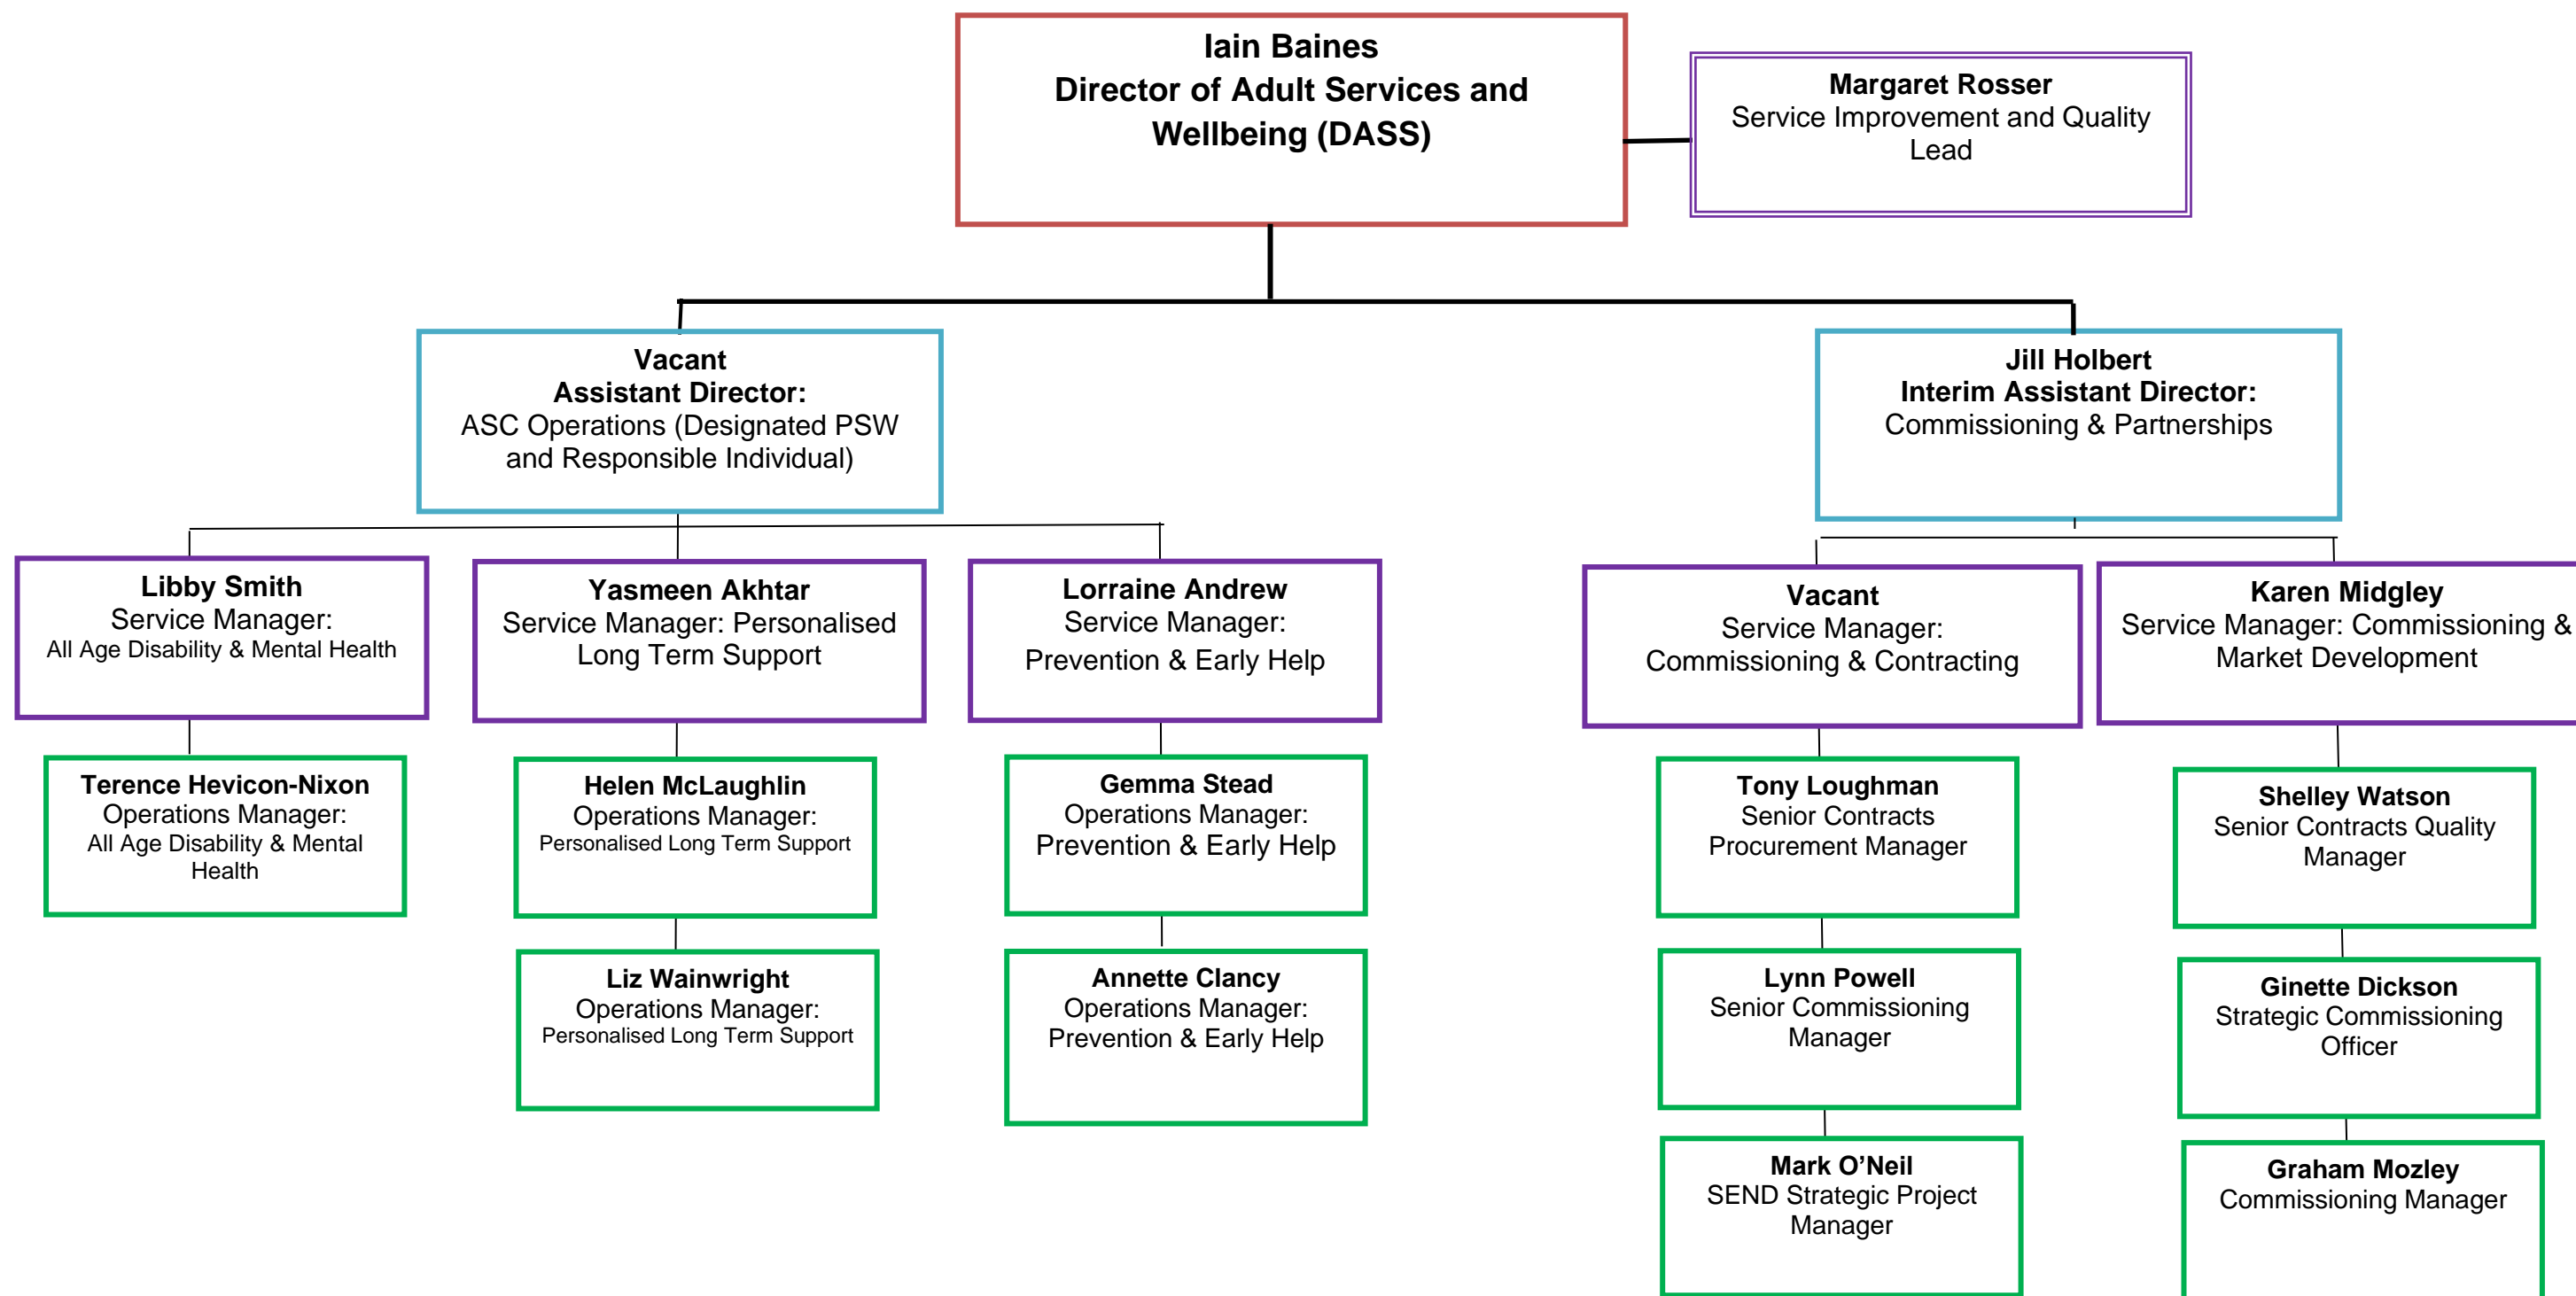 Iain Baines
Director of Adult Services and
Wellbeing (DASS)
Margaret Rosser
Service Improvement and Quality
Lead
Vacant
Assistant Director:
ASC Operations (Designated PSW
and Responsible Individual)
Jill Holbert
Interim Assistant Director:
Commissioning & Partnerships
Libby Smith
Service Manager:
All Age Disability & Mental Health
Yasmeen Akhtar
Service Manager: Personalised
Long Term Support
Lorraine Andrew
Service Manager:
Prevention & Early Help
Vacant
Service Manager:
Commissioning & Contracting
Karen Midgley
Service Manager: Commissioning &
Market Development
Terence Hevicon-Nixon
Operations Manager:
All Age Disability & Mental
Health
Helen McLaughlin
Operations Manager:
Personalised Long Term Support
Gemma Stead
Operations Manager:
Prevention & Early Help
Tony Loughman
Senior Contracts
Procurement Manager
Shelley Watson
Senior Contracts Quality
Manager
Liz Wainwright
Operations Manager:
Personalised Long Term Support
Annette Clancy
Operations Manager:
Prevention & Early Help
Lynn Powell
Senior Commissioning
Manager
Ginette Dickson
Strategic Commissioning
Officer
Mark O’Neil
SEND Strategic Project
Manager
Graham Mozley
Commissioning Manager